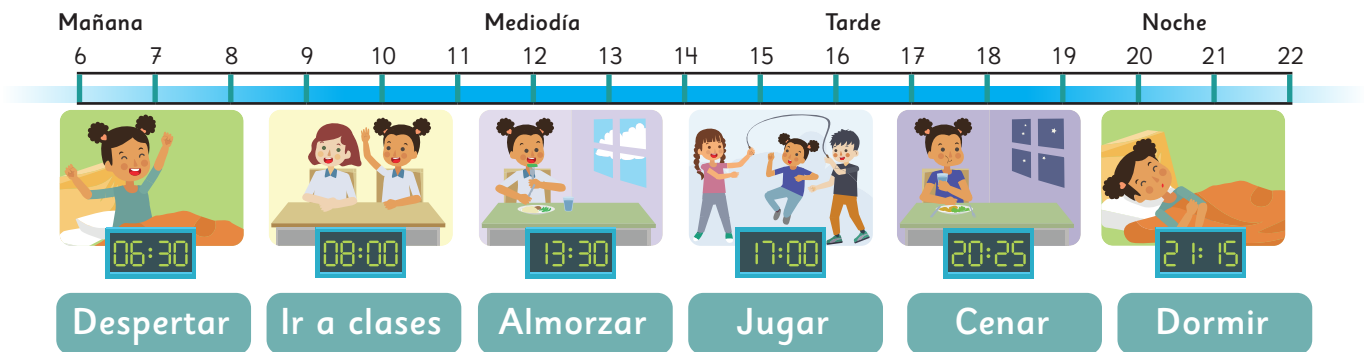 Mañana Mediodía Tarde Noche
6 7 8 9 10 11 12 13 14 15 16 17 18 19 20 21 22
06:30 08:00 13:30 17:00 20:25 21:15
Despertar Ir a clases Almorzar Jugar Cenar Dormir